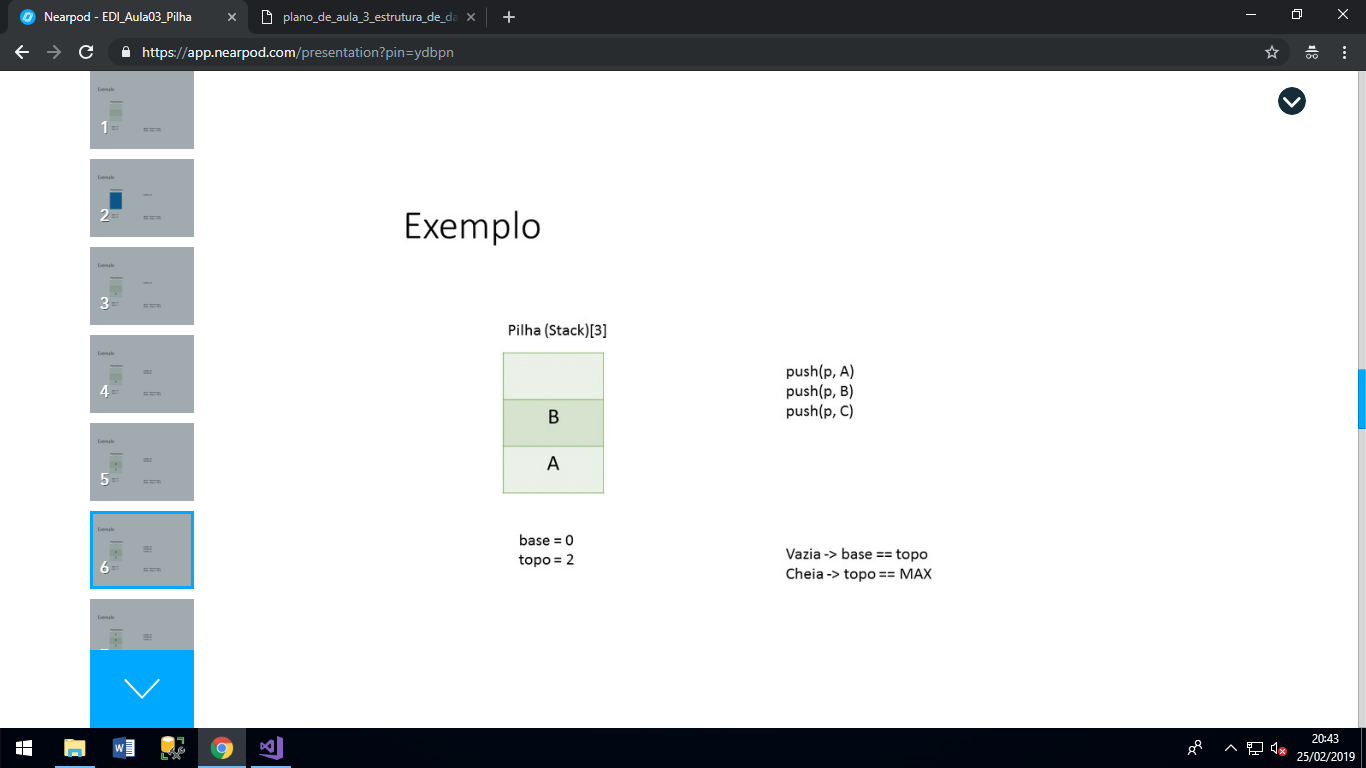 Nearpod - EDI_Aula03_Pilha
plano_de_aula_3_estrutura_de_da
https://app.nearpod.com/presentation?pin=ydbpn
Exemplo
1
Exemplo
2
Exemplo
3
Exemplo
4
Exemplo
5
Exemplo
6
Exemplo
Exemplo
Pilha (Stack)[3]
B
A
base = 0
topo = 2
push(p, A)
push(p, B)
push(p, C)
Vazia -> base == topo
Cheia -> topo == MAX
20:43
25/02/2019